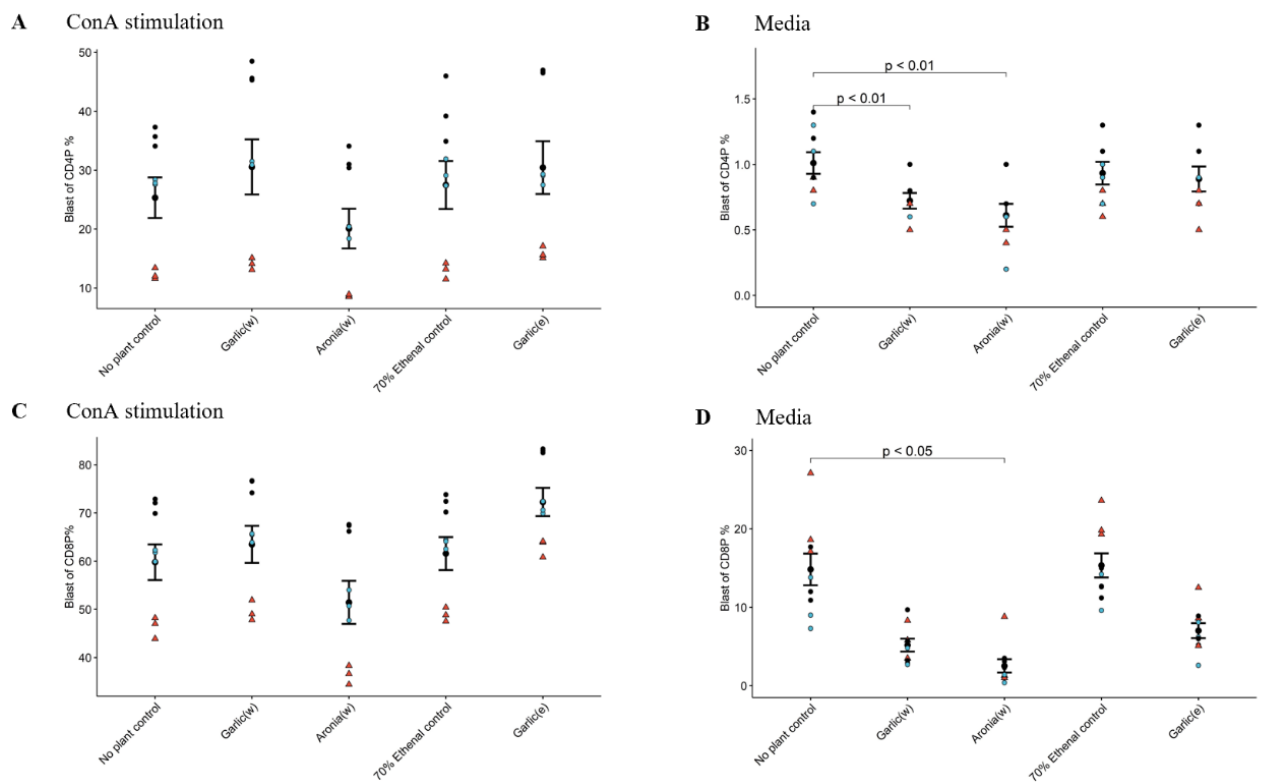 A ConA stimulation
50
40
30
20
10
Blast of CD4P %
No plant control
Garlic(w)
Aronia(w)
70% Ethenal control
Garlic(e)
B Media
p < 0.01
p < 0.01
1.5
1.0
0.5
0.0
Blast of CD4P %
No plant control
Garlic(w)
Aronia(w)
70% Ethenal control
Garlic(e)
C ConA stimulation
80
70
60
50
40
Blast of CD8P%
No plant control
Garlic(w)
Aronia(w)
70% Ethenal control
Garlic(e)
D Media
p < 0.05
30
20
10
0
Blast of CD8P %
No plant control
Garlic(w)
Aronia(w)
70% Ethenal control
Garlic(e)